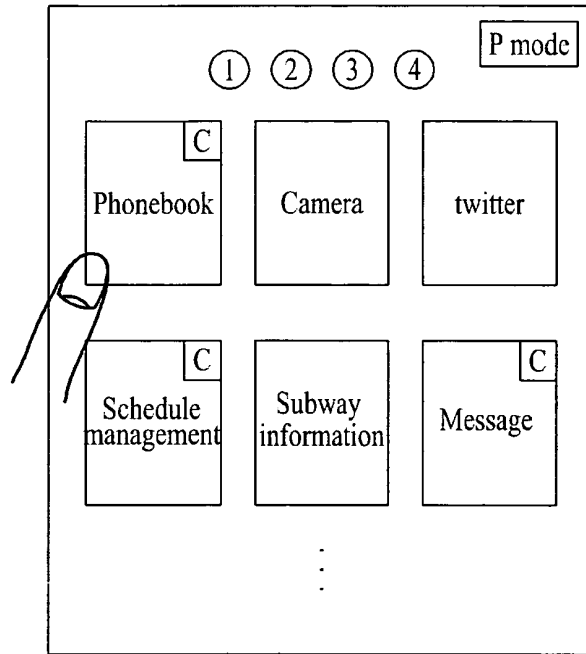 P mode
1 2 3 4
C
Phonebook Camera twitter
C C
Schedule
management
Subway
information
Message